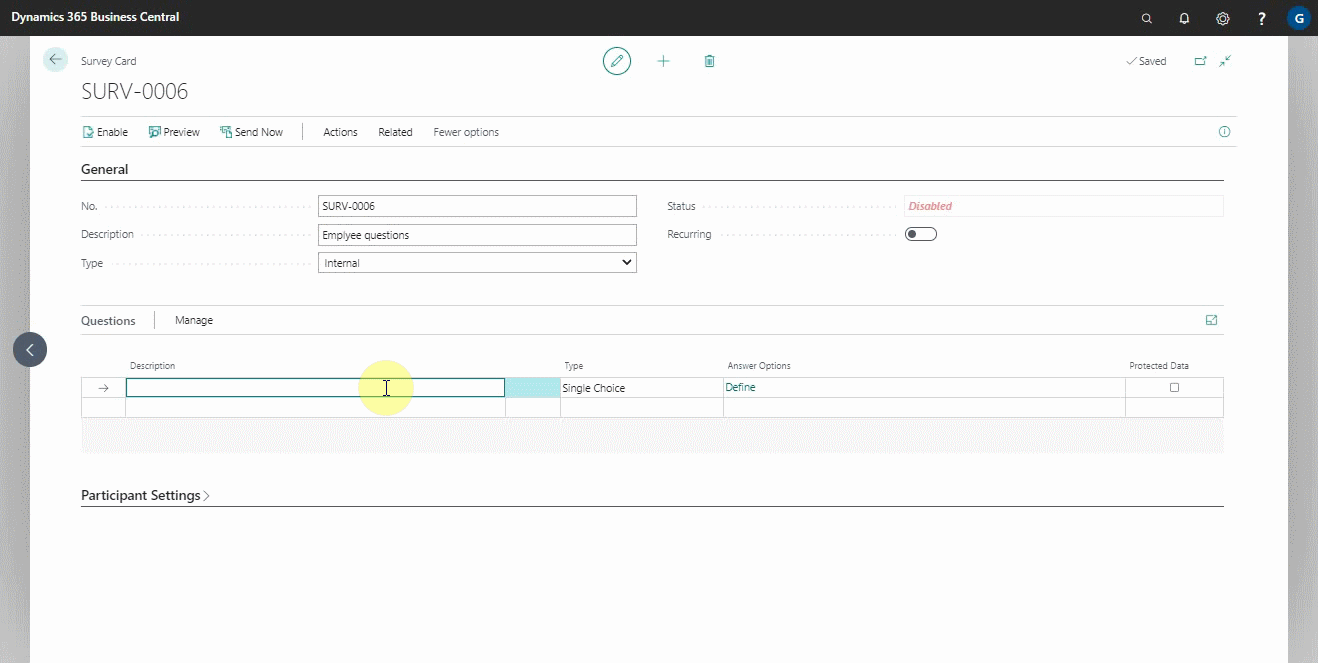 Dynamics 365 Business Central
? G
Survey Card
Saved
SURV-0006
Enable Preview Send Now Actions Related Fewer options
General
No. SURV-0006 Status Disabled
Description Emplyee questions Recurring
Type Internal
Questions Manage
Description Type Answer Options Protected Data
Single Choice Define
Participant Settings